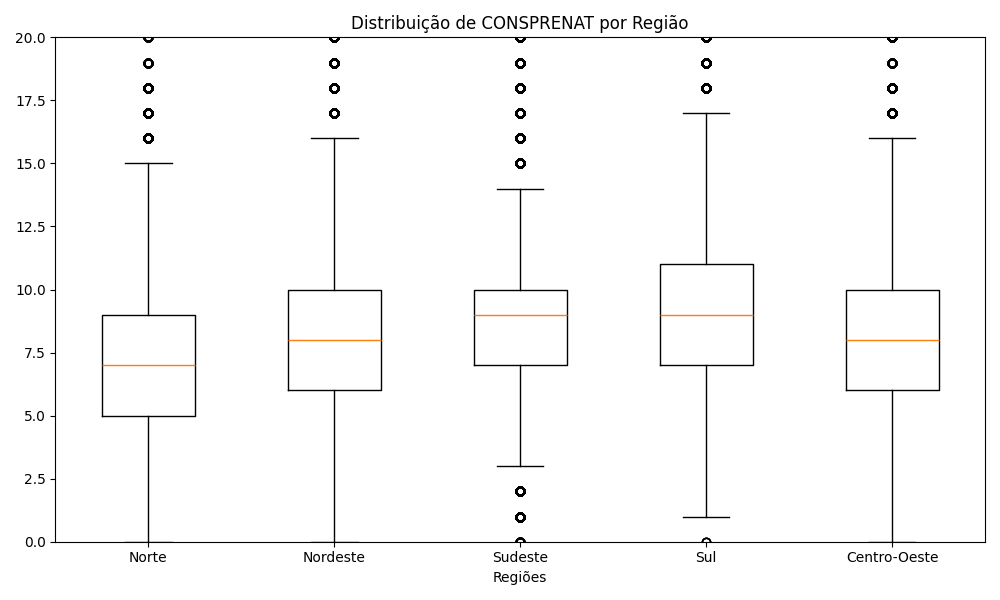 Distribuição de CONSPRENAT por Região
20.0
17.5
15.0
12.5
10.0
7.5
5.0
2.5
0.0
Norte
Nordeste
Sudeste
Sul
Centro-Oeste
Regiões